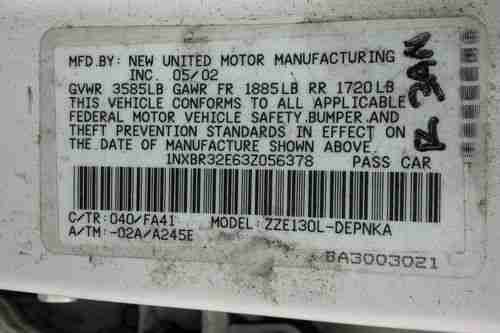 MFD.BY: NEW UNITED MOTOR MANUFACTURING
INC. 05/02
GVWR 3585LB GAWR FR 1885LB RR 1720LB
THIS VEHICLE CONFORMS TO ALL APPLICABLE
FEDERAL MOTOR VEHICLE SAFETY,BUMPER,AND
THEFT PREVENTION STANDARDS IN EFFECT ON
THE DATE OF MANUFACTURE SHOWN ABOVE.
1NXBR32E63Z056378 PASS CAR
C/TR:040/FA41 MODEL:ZZE130L-DEPNKA
A/TM:-02A/A245E
BA3003021